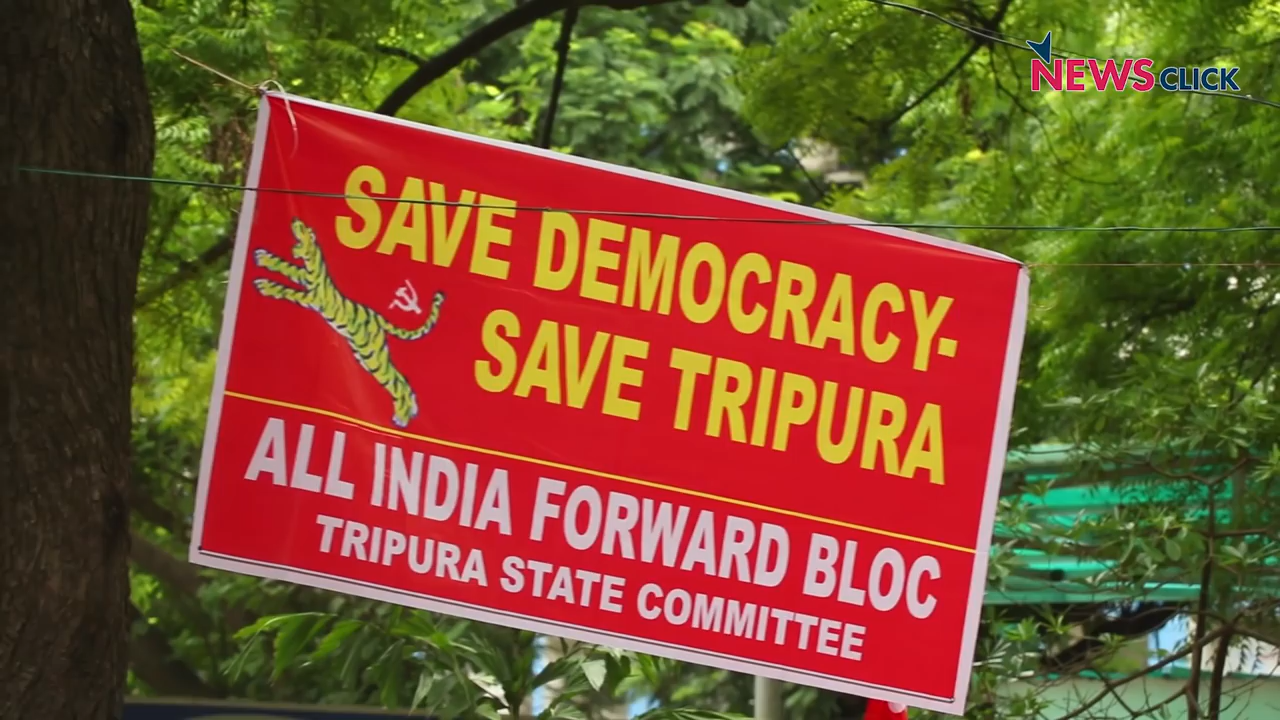 NEWSCLICK
SAVE DEMOCRACY-
SAVE TRIPURA
ALL INDIA FORWARD BLOC
TRIPURA STATE COMMITTEE